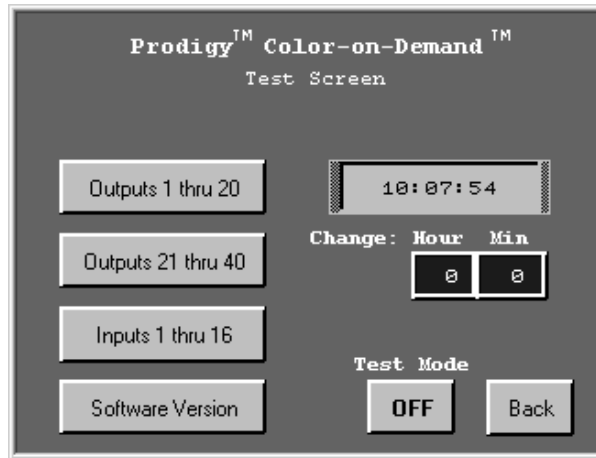 Prodigy™ Color-on-Demand™
Test Screen
Outputs 1 thru 20
10:07:54
Change: Hour Min
Outputs 21 thru 40
0 0
Inputs 1 thru 16
Test Mode
Software Version
OFF
Back